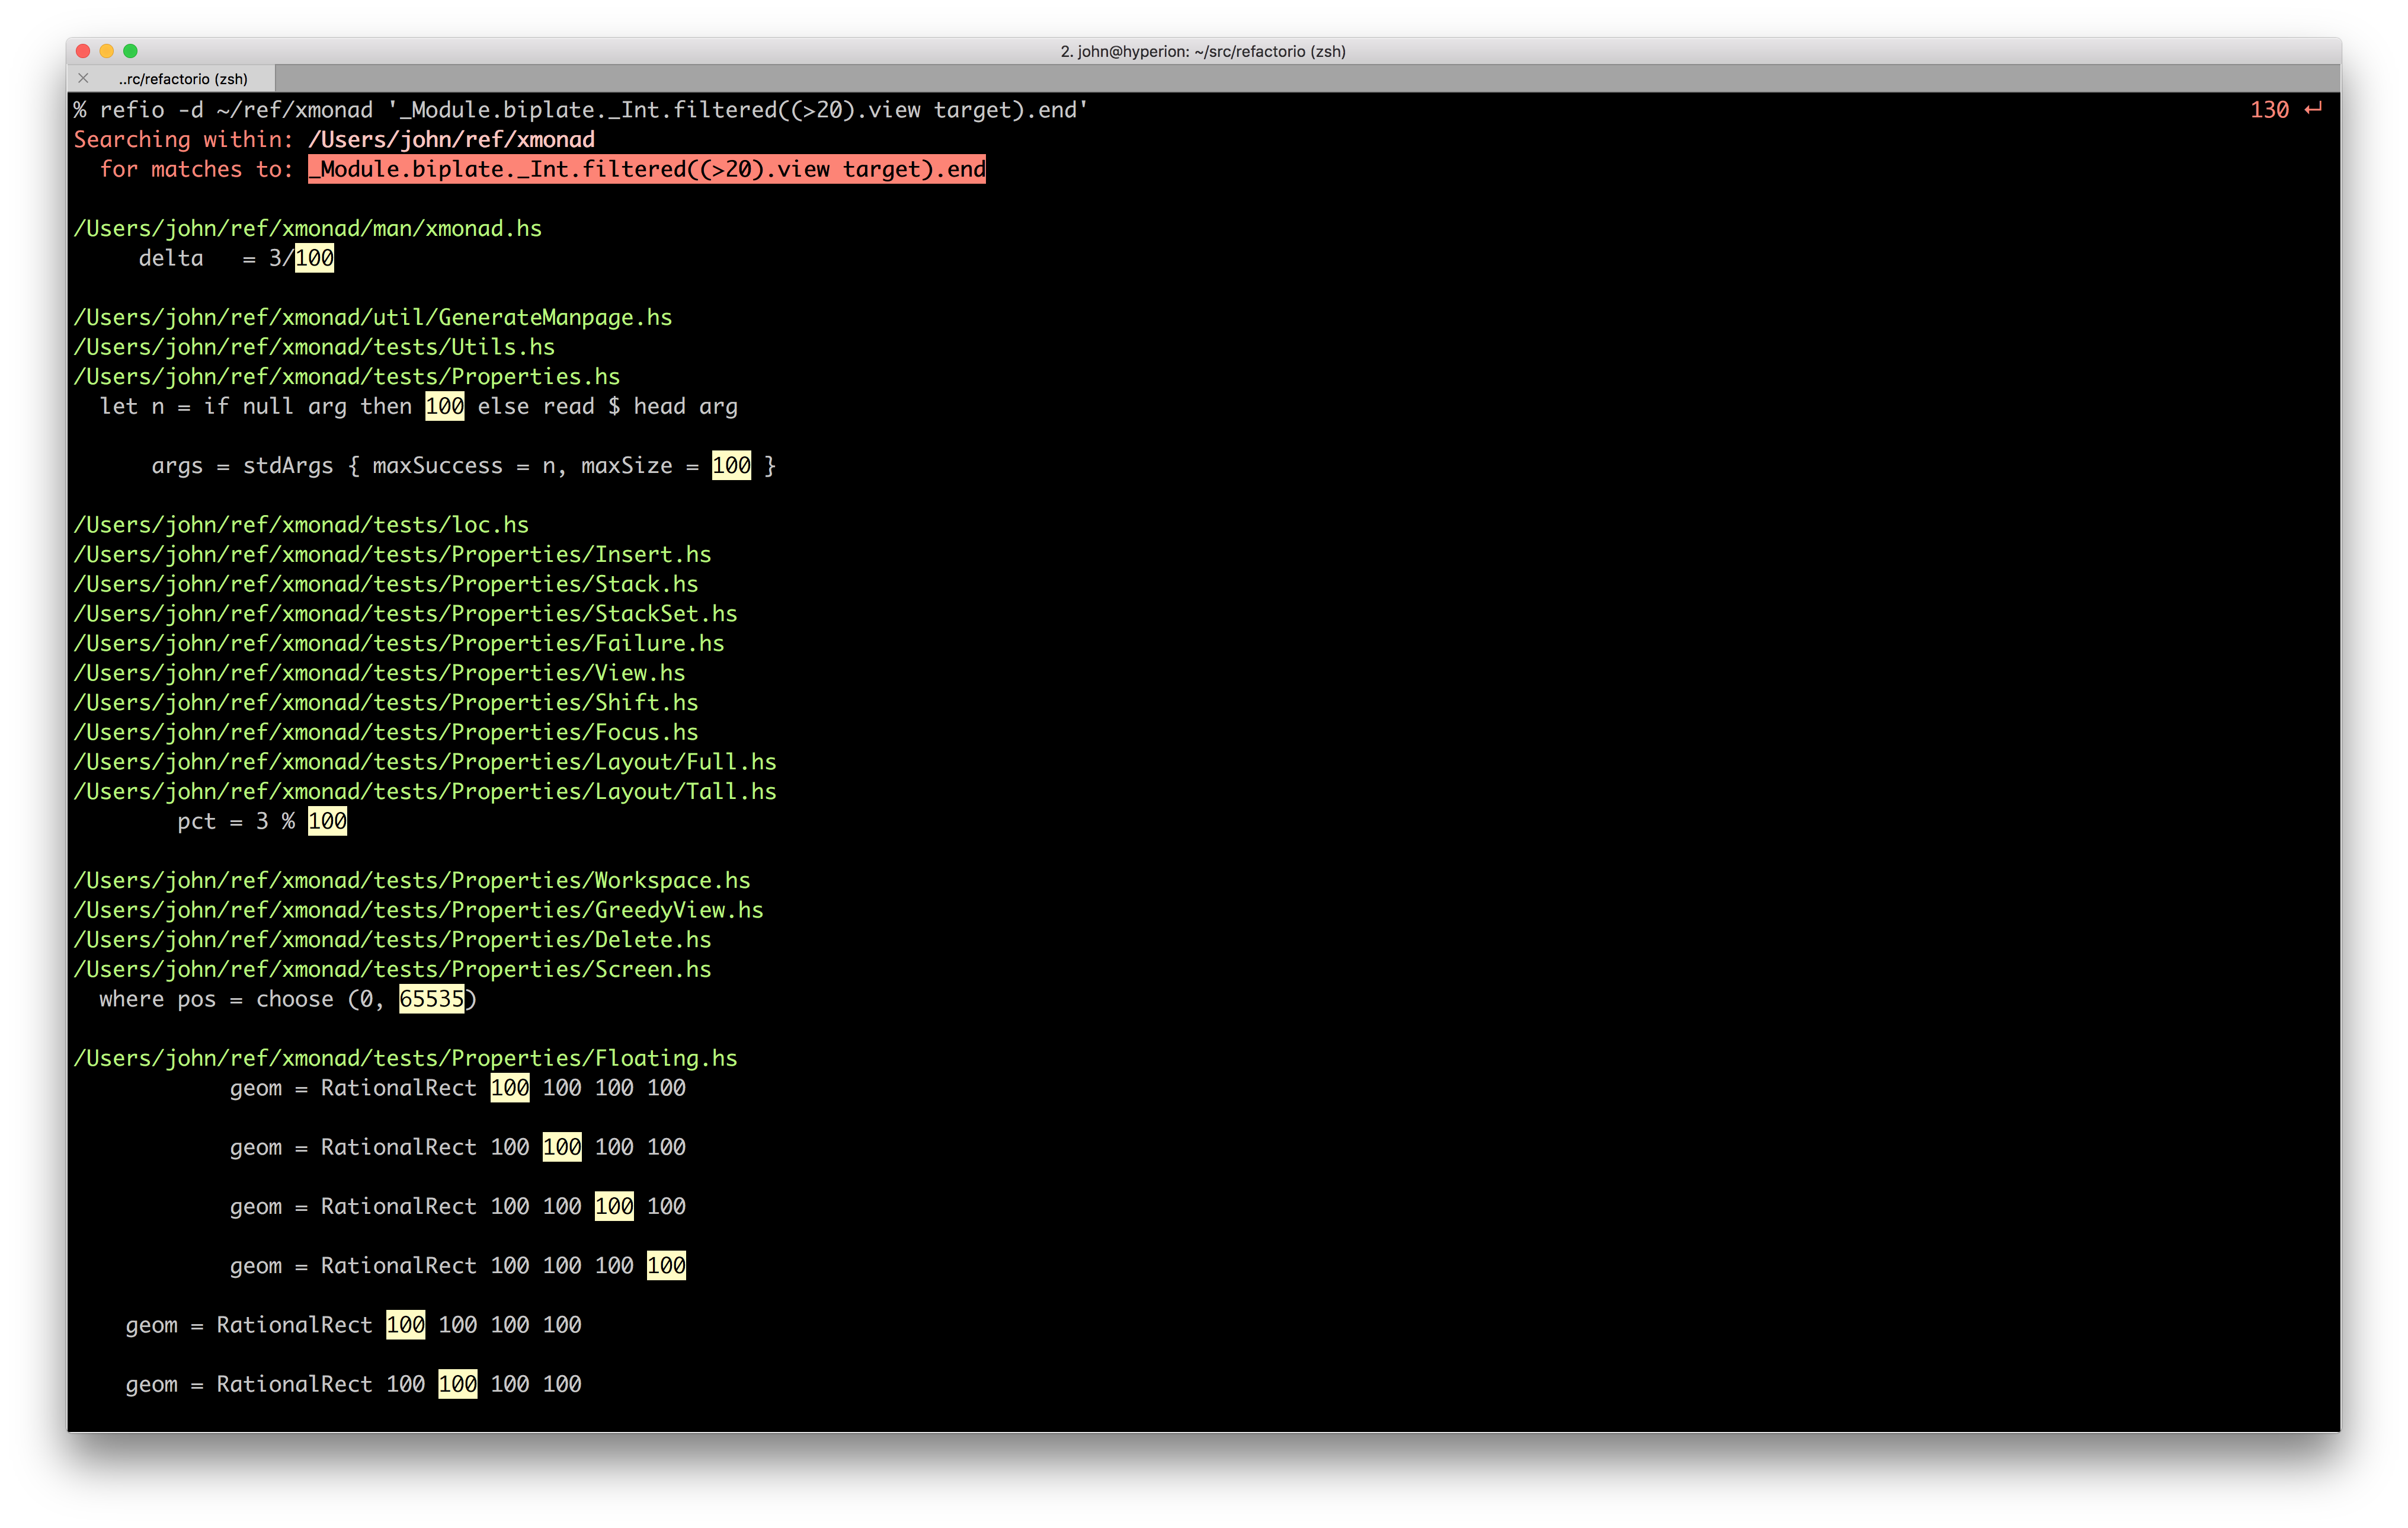 2. john@hyperion: ~/src/refactorio (zsh)
..rc/refactorio (zsh)
% refio -d ~/ref/xmonad '_Module.biplate._Int.filtered((>20).view target).end' 130 ↵
Searching within: /Users/john/ref/xmonad
for matches to: _Module.biplate._Int.filtered((>20).view target).end
/Users/john/ref/xmonad/man/xmonad.hs
delta   = 3/100
/Users/john/ref/xmonad/util/GenerateManpage.hs
/Users/john/ref/xmonad/tests/Utils.hs
/Users/john/ref/xmonad/tests/Properties.hs
let n = if null arg then 100 else read $ head arg
args = stdArgs { maxSuccess = n, maxSize = 100 }
/Users/john/ref/xmonad/tests/loc.hs
/Users/john/ref/xmonad/tests/Properties/Insert.hs
/Users/john/ref/xmonad/tests/Properties/Stack.hs
/Users/john/ref/xmonad/tests/Properties/StackSet.hs
/Users/john/ref/xmonad/tests/Properties/Failure.hs
/Users/john/ref/xmonad/tests/Properties/View.hs
/Users/john/ref/xmonad/tests/Properties/Shift.hs
/Users/john/ref/xmonad/tests/Properties/Focus.hs
/Users/john/ref/xmonad/tests/Properties/Layout/Full.hs
/Users/john/ref/xmonad/tests/Properties/Layout/Tall.hs
pct = 3 % 100
/Users/john/ref/xmonad/tests/Properties/Workspace.hs
/Users/john/ref/xmonad/tests/Properties/GreedyView.hs
/Users/john/ref/xmonad/tests/Properties/Delete.hs
/Users/john/ref/xmonad/tests/Properties/Screen.hs
where pos = choose (0, 65535)
/Users/john/ref/xmonad/tests/Properties/Floating.hs
geom = RationalRect 100 100 100 100
geom = RationalRect 100 100 100 100
geom = RationalRect 100 100 100 100
geom = RationalRect 100 100 100 100
geom = RationalRect 100 100 100 100
geom = RationalRect 100 100 100 100